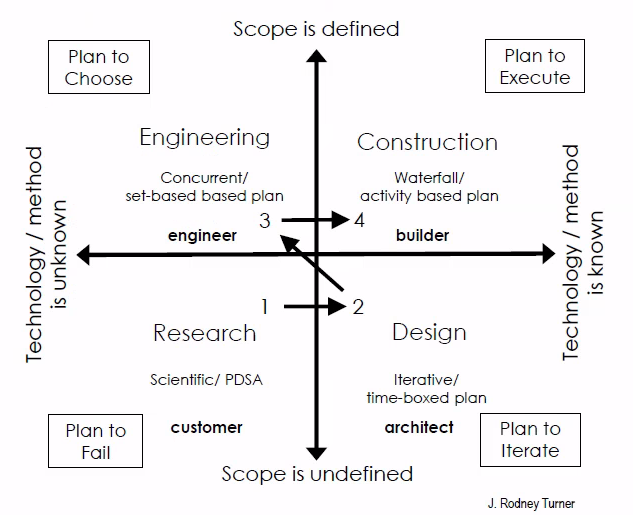 Scope is defined
Plan to
Choose
Plan to
Execute
Engineering
Construction
Concurrent/
set-based based plan
Waterfall/
activity based plan
3
4
engineer
builder
Technology / method
is unknown
Technology / method
is known
1
2
Research
Design
Scientific/ PDSA
Iterative/
time-boxed plan
customer
architect
Plan to
Fail
Plan to
Iterate
Scope is undefined
J. Rodney Turner